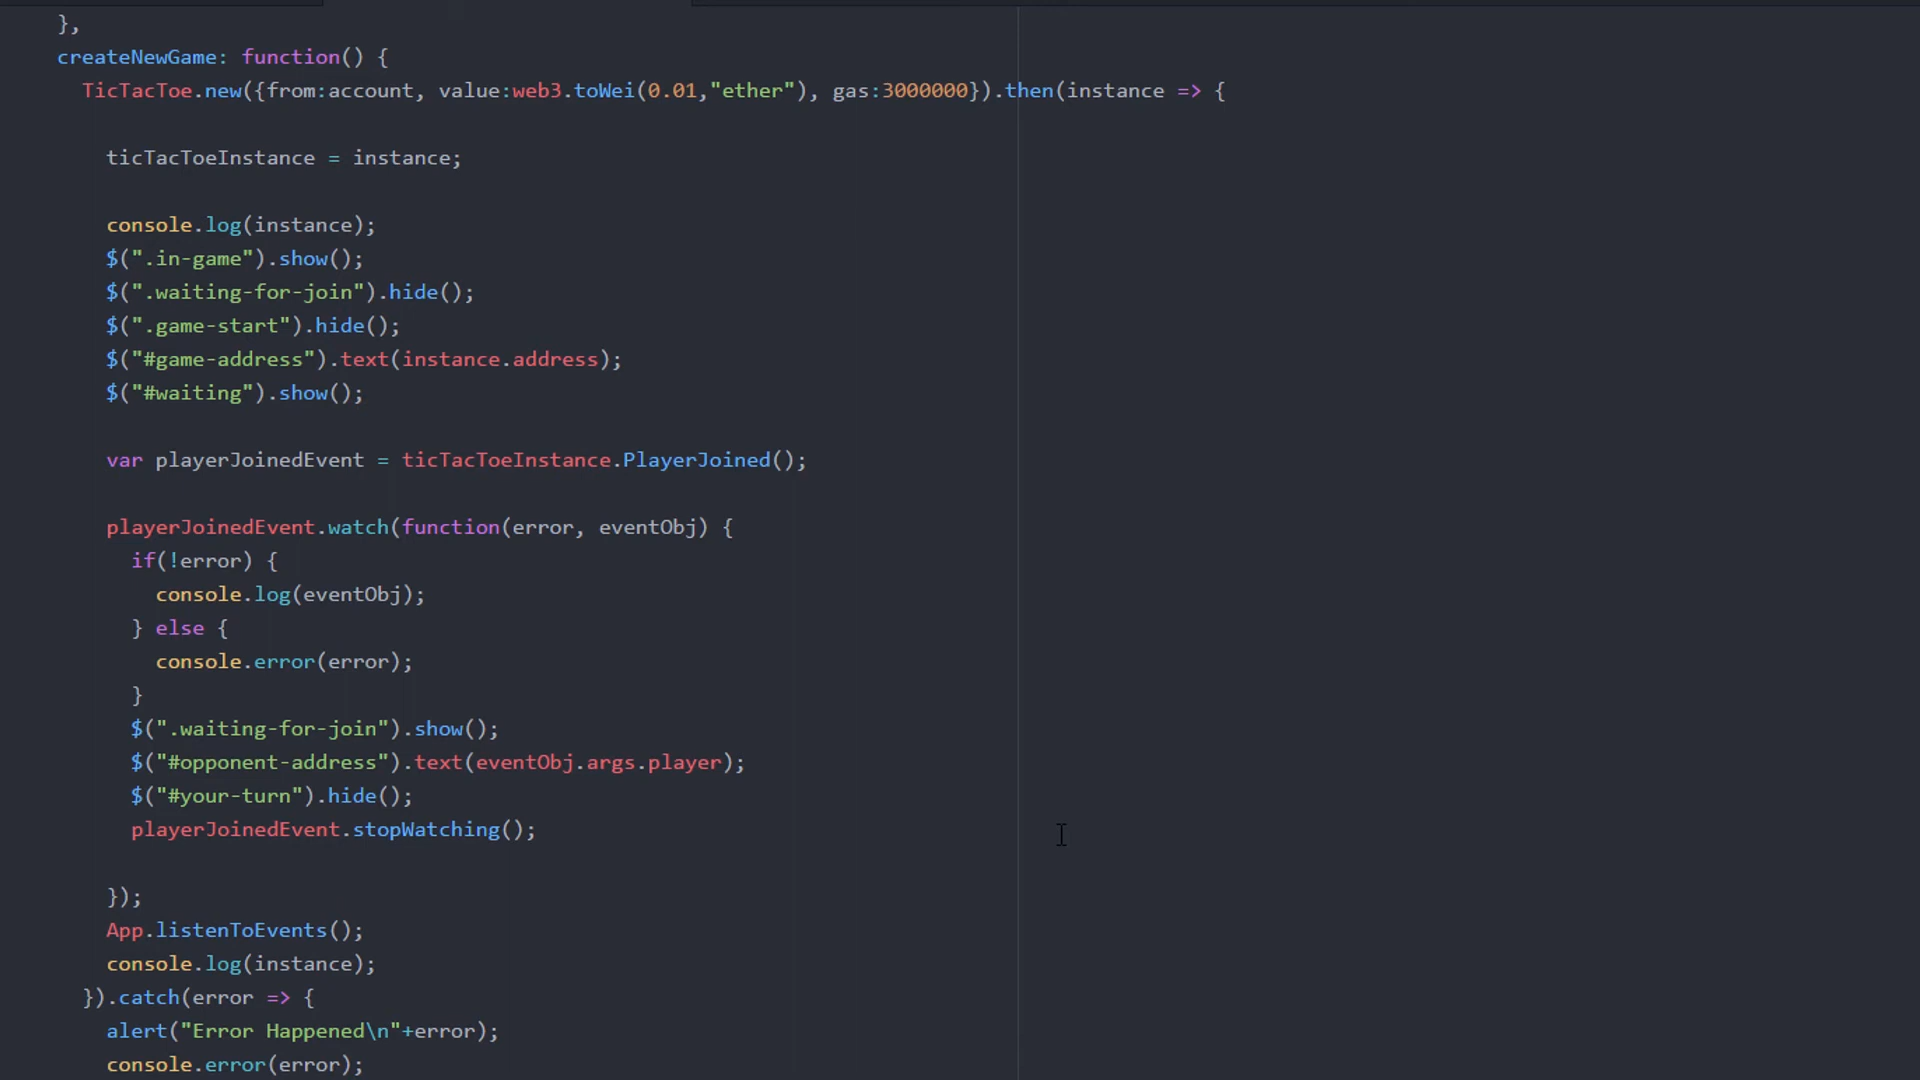 },
createNewGame: function() {
TicTacToe.new({from:account, value:web3.toWei(0.01,"ether"), gas:3000000}).then(instance => {
ticTacToeInstance = instance;
console.log(instance);
$(".in-game").show();
$(".waiting-for-join").hide();
$(".game-start").hide();
$("#game-address").text(instance.address);
$("#waiting").show();
var playerJoinedEvent = ticTacToeInstance.PlayerJoined();
playerJoinedEvent.watch(function(error, eventObj) {
if(!error) {
console.log(eventObj);
} else {
console.error(error);
}
$(".waiting-for-join").show();
$("#opponent-address").text(eventObj.args.player);
$("#your-turn").hide();
playerJoinedEvent.stopWatching();
});
App.listenToEvents();
console.log(instance);
}).catch(error => {
alert("Error Happened\n"+error);
console.error(error);